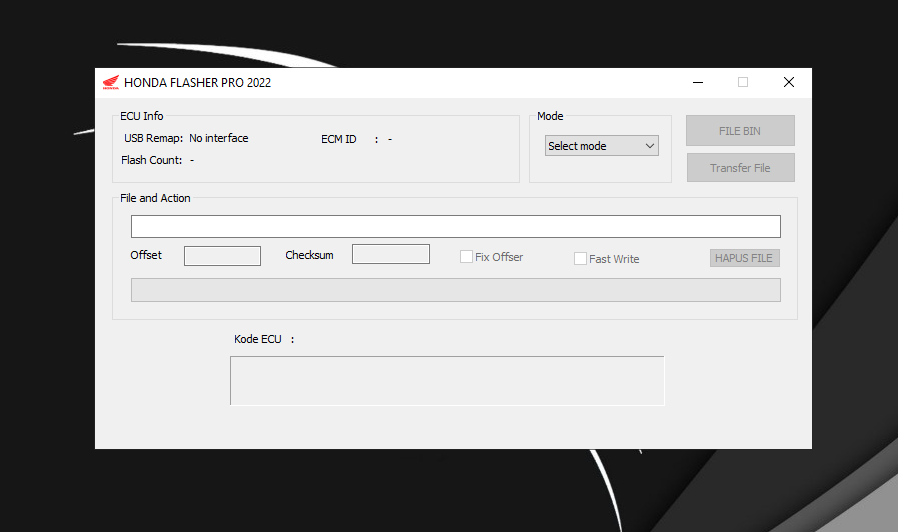 HONDA FLASHER PRO 2022
ECU Info
USB Remap: No interface
ECM ID : -
Flash Count: -
Mode
Select mode
FILE BIN
Transfer File
File and Action
Offset
Checksum
Fix Offser
Fast Write
HAPUS FILE
Kode ECU :